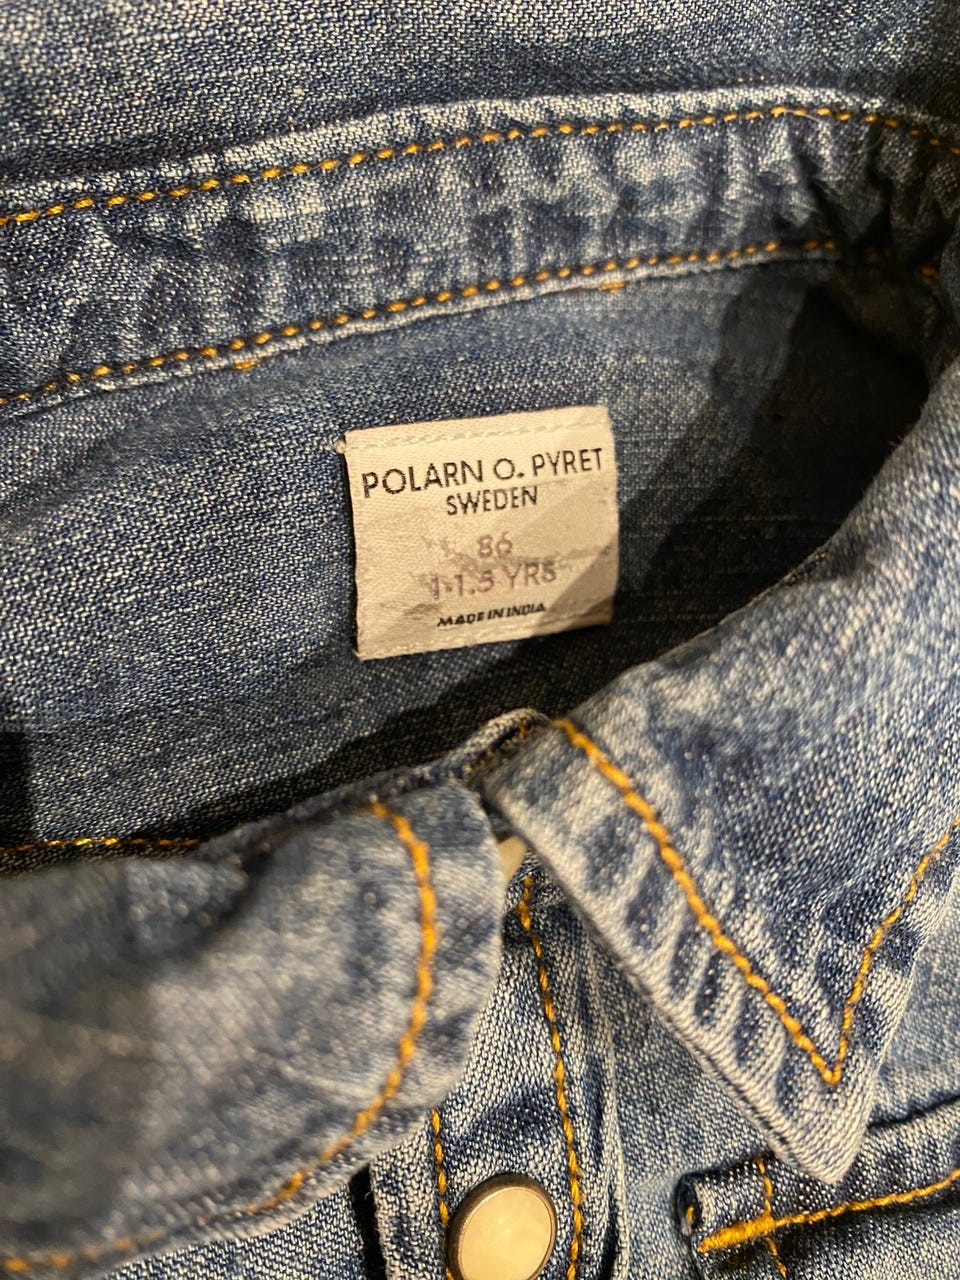 POLARN O. PYRET
SWEDEN
86
1-1.5 YRS
MADE IN INDIA